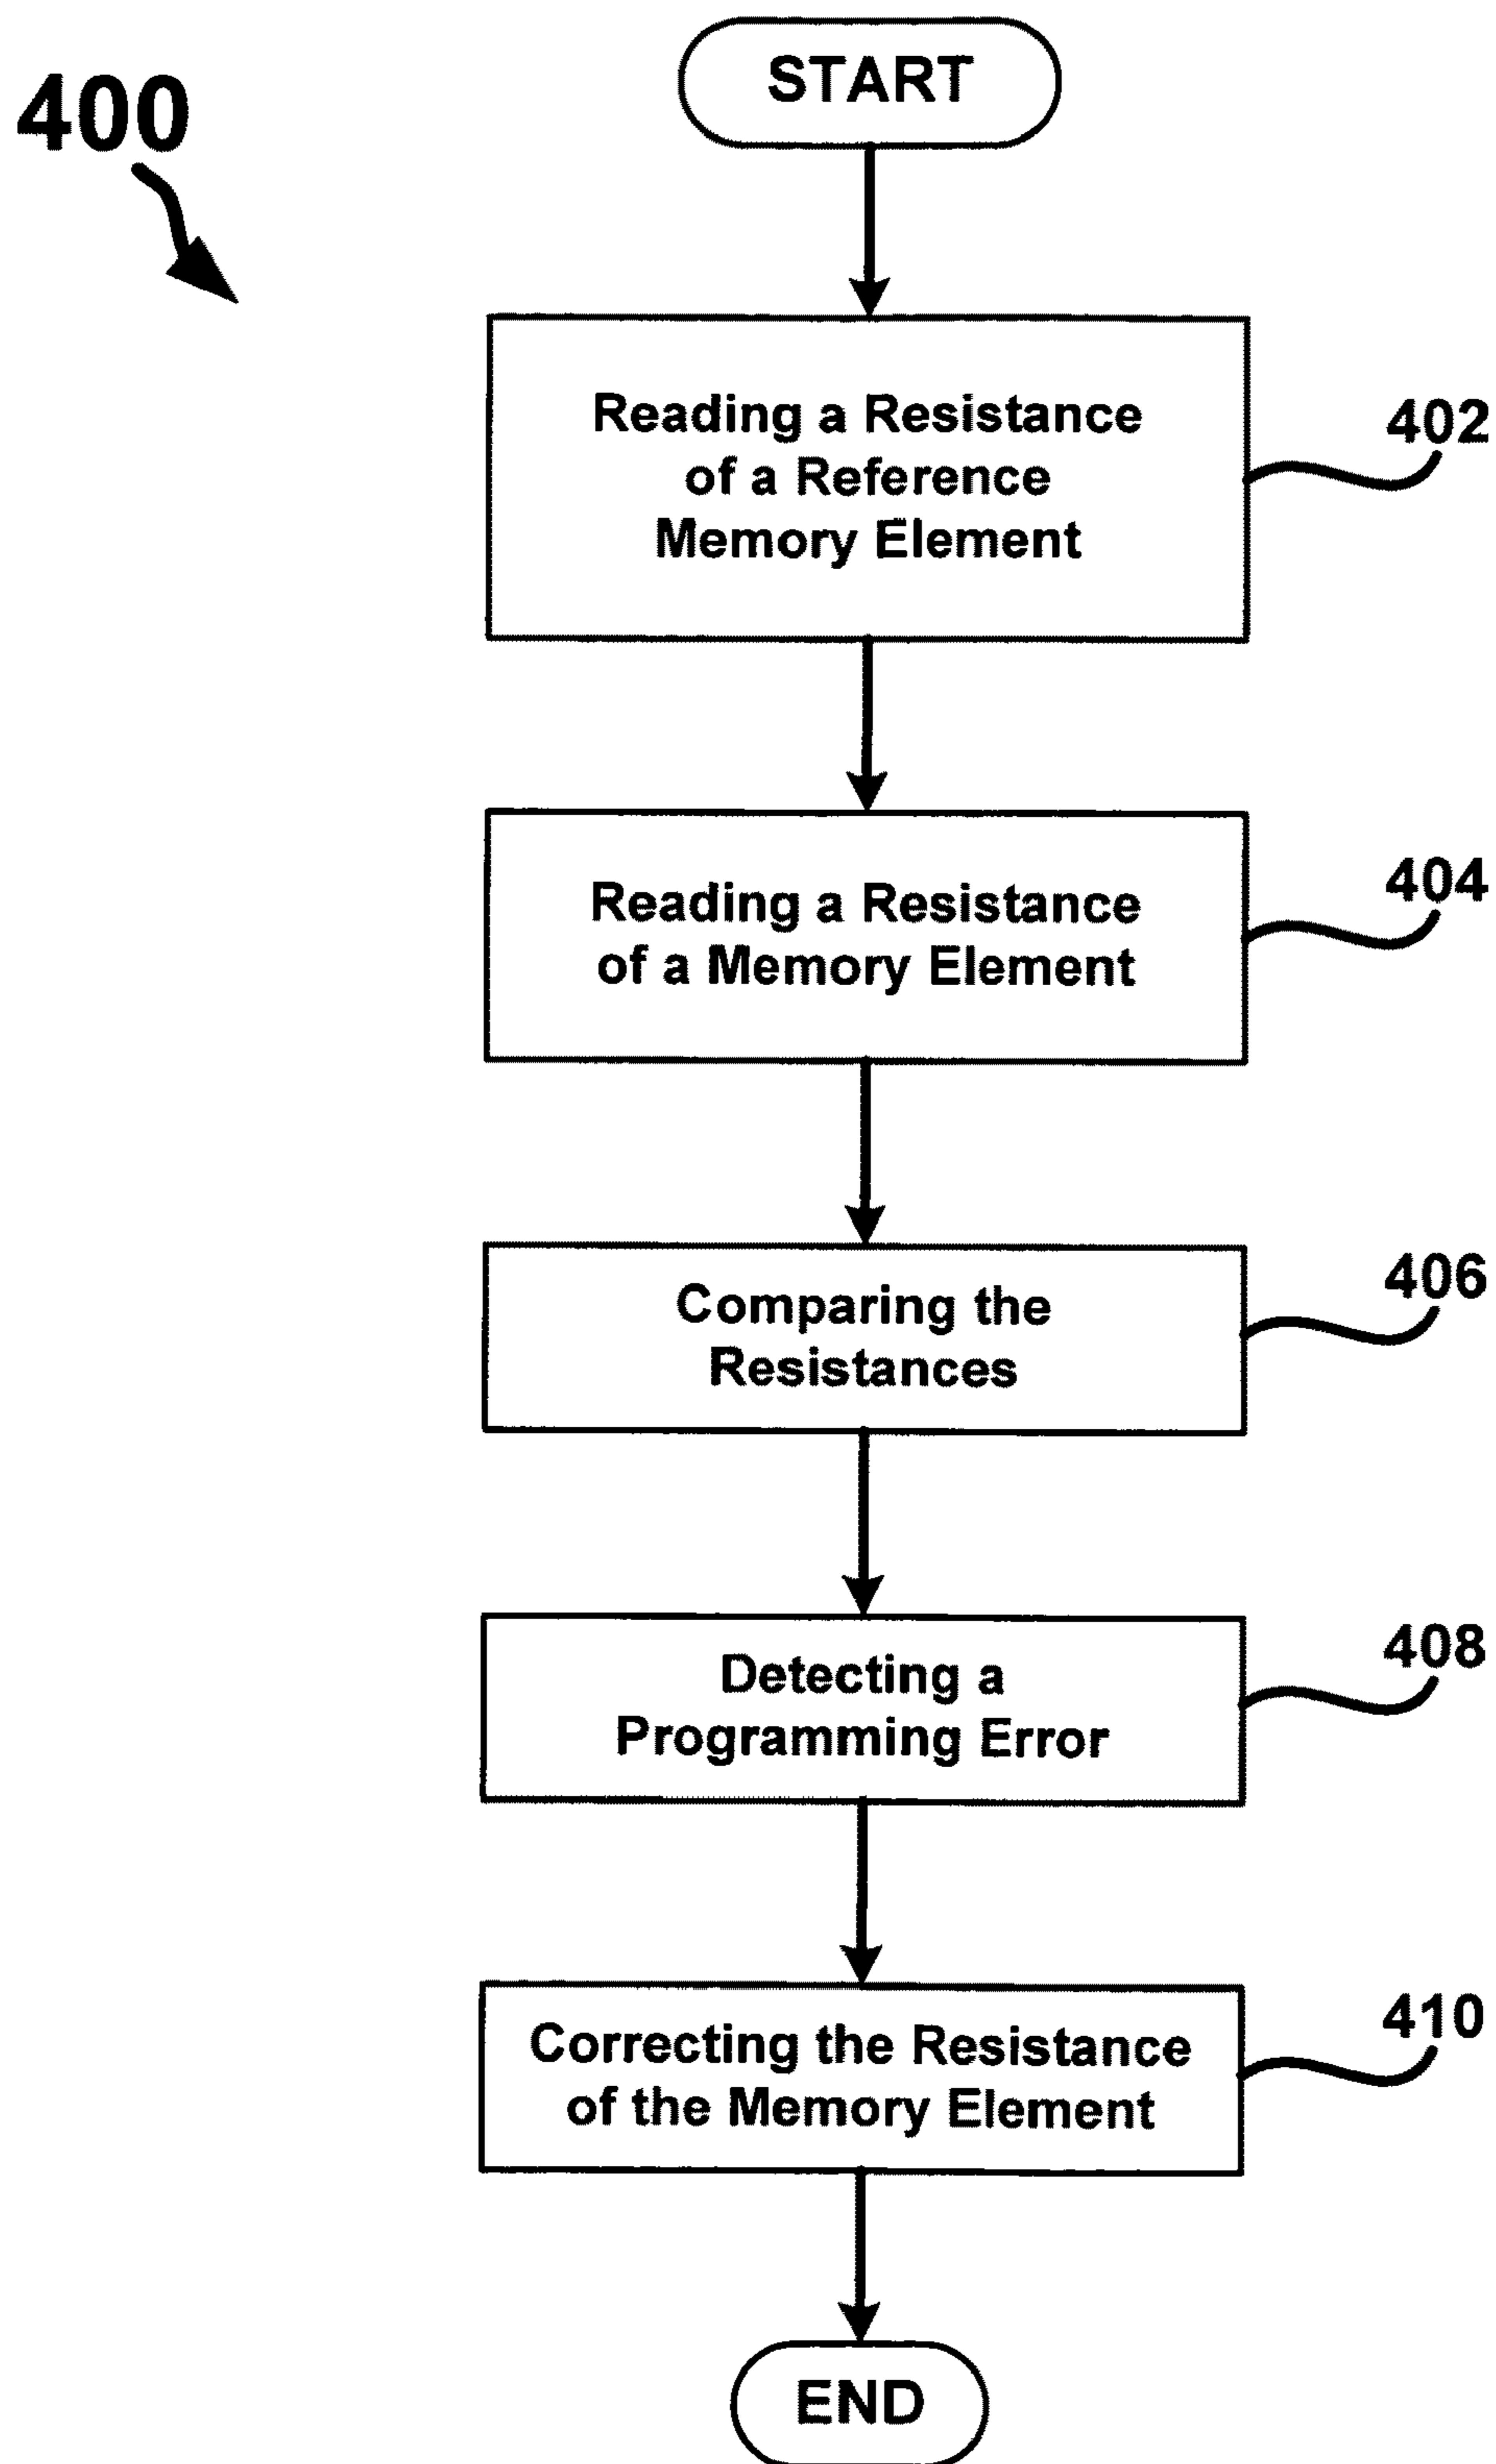 START
400
Reading a Resistance
of a Reference
Memory Element
402
Reading a Resistance
of a Memory Element
404
Comparing the
Resistances
406
Detecting a
Programming Error
408
Correcting the Resistance
of the Memory Element
410
END